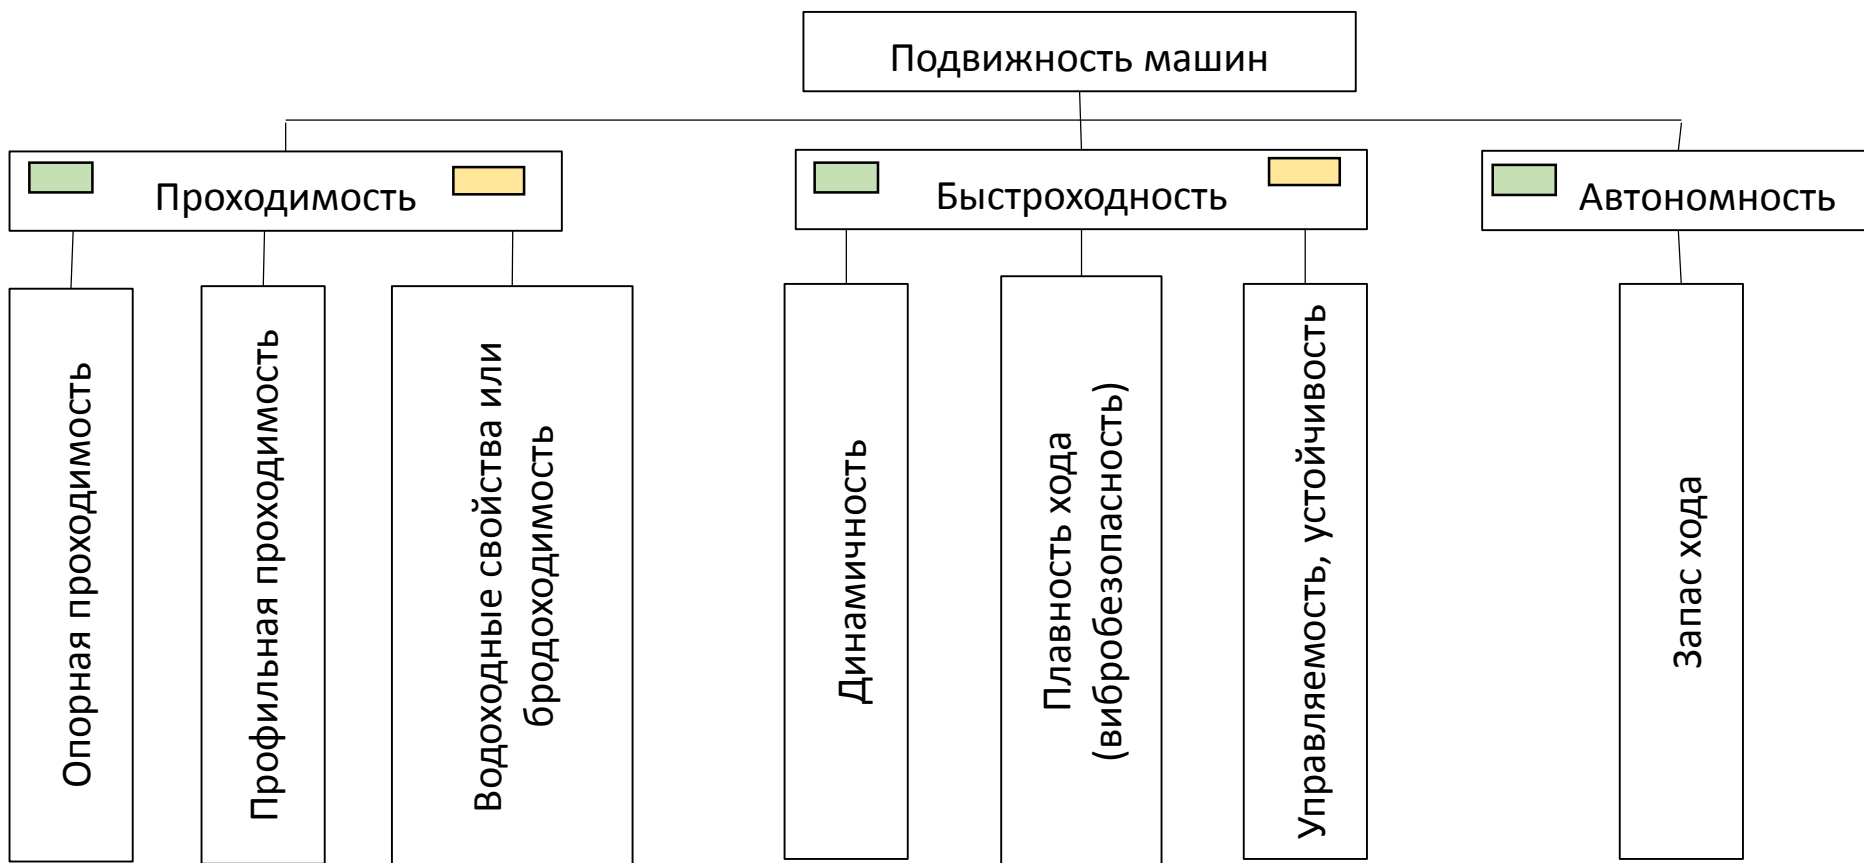 Подвижность машин
Проходимость
Быстроходность
Автономность
Опорная проходимость
Профильная проходимость
Водоходные свойства или
бродоходимость
Динамичность
Плавность хода
(вибробезопасность)
Управляемость, устойчивость
Запас хода